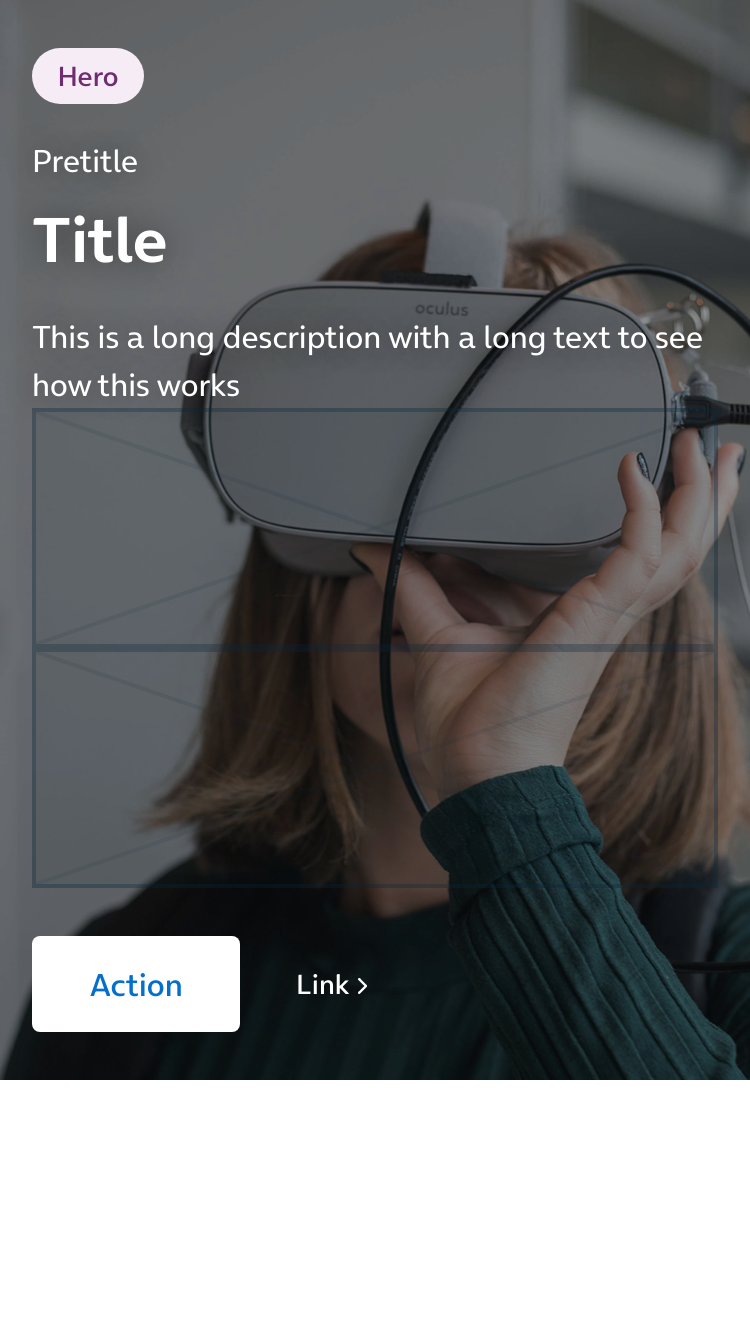 Hero
Pretitle
Title
oculus
This is a long description with a long text to see
how this works
Action
Link